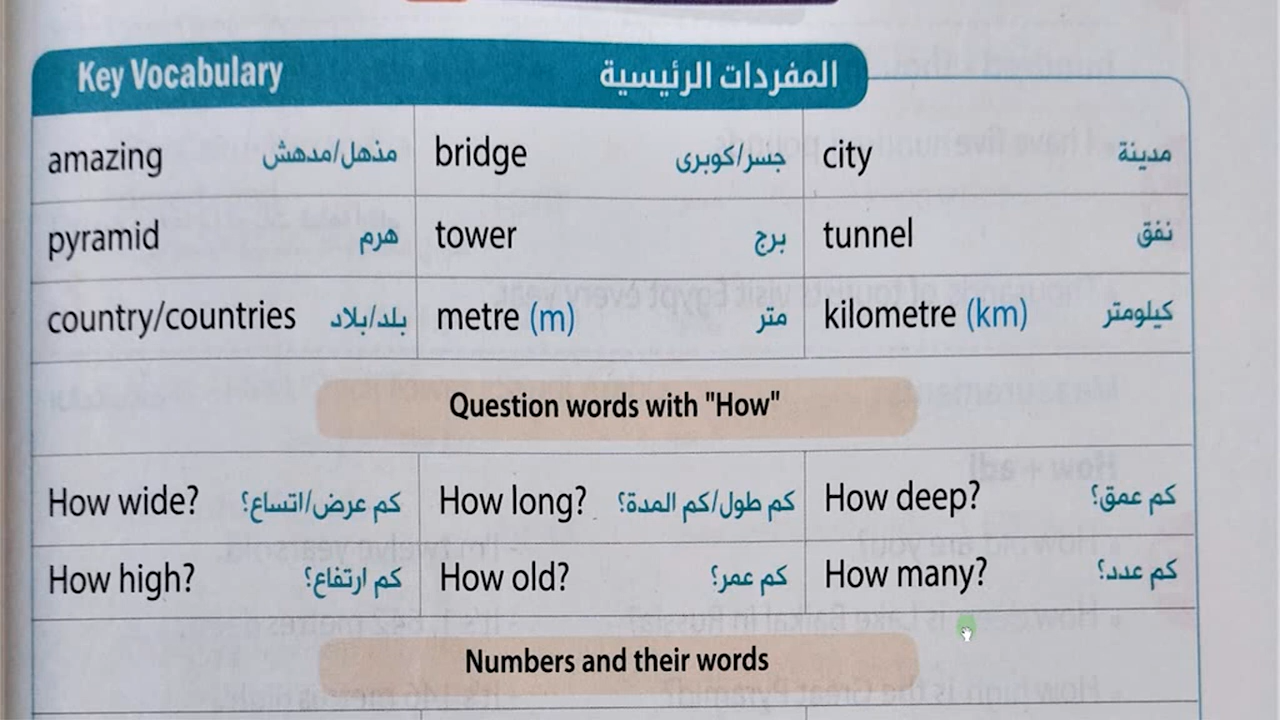 Key Vocabulary المفردات الرئيسية
amazing مذهل/مدهش bridge جسر/كوبرى city مدينة
pyramid هرم tower برج tunnel نفق
country/countries بلد/بلاد metre (m) متر kilometre (km) كيلومتر
Question words with "How"
How wide? كم عرض/اتساع؟ How long? كم طول/كم المدة؟ How deep? كم عمق؟
How high? كم ارتفاع؟ How old? كم عمر؟ How many? كم عدد؟
Numbers and their words